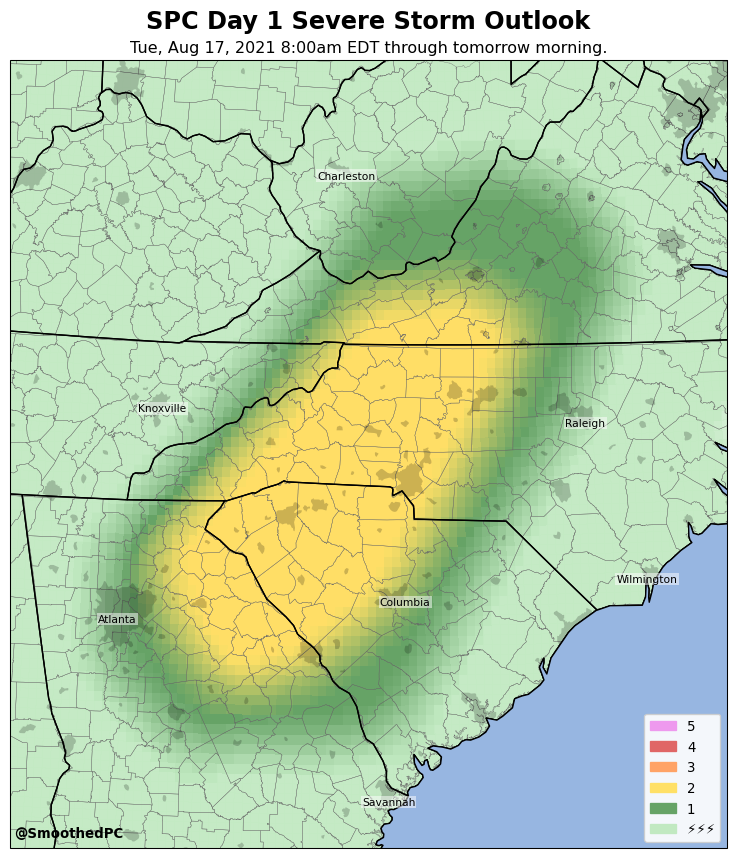 SPC Day 1 Severe Storm Outlook
Tue, Aug 17, 2021 8:00am EDT through tomorrow morning.
Charleston
Knoxville
Raleigh
Wilmington
Columbia
Atlanta
Savannah
5
4
3
2
1
⚡⚡⚡
@SmoothedPC